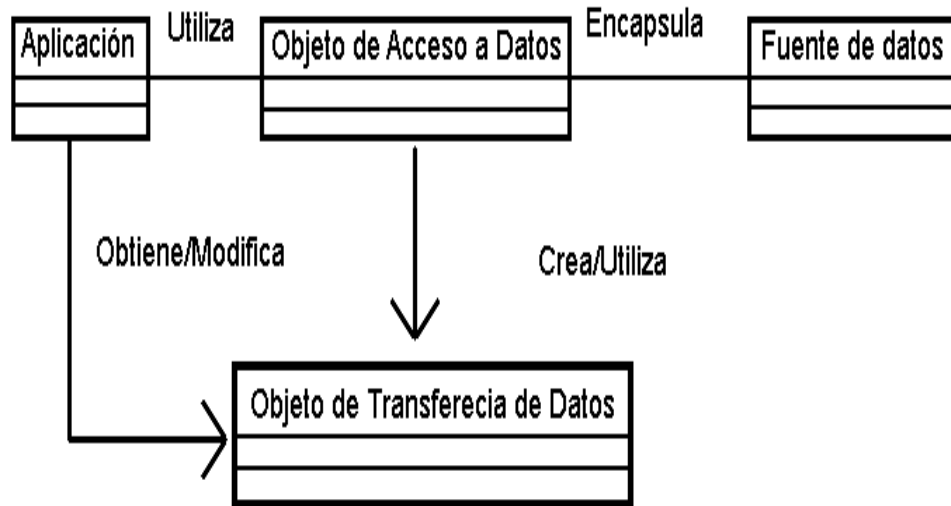 Aplicación
Utiliza
Objeto de Acceso a Datos
Encapsula
Fuente de datos
Obtiene/Modifica
Crea/Utiliza
Objeto de Transferecia de Datos